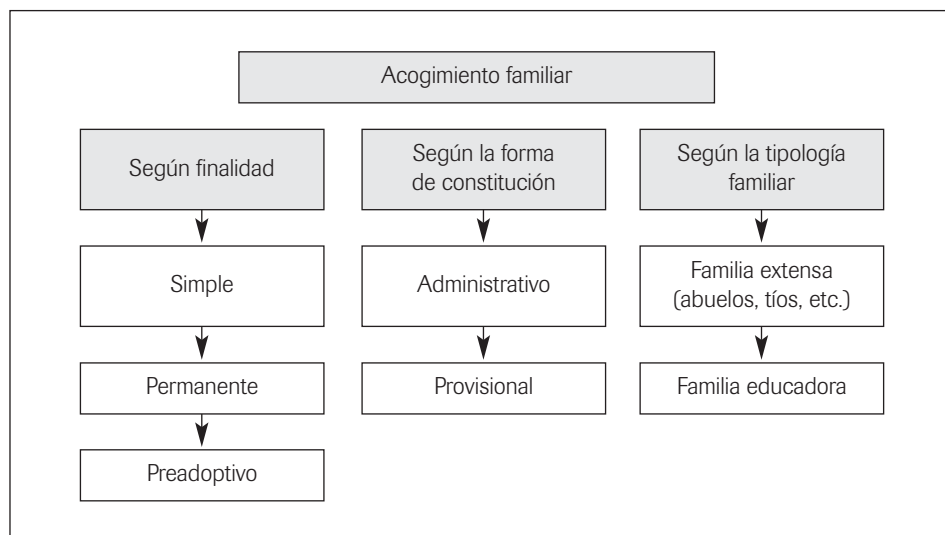 Acogimiento familiar
Según finalidad
Simple
Permanente
Preadoptivo
Según la forma
de constitución
Administrativo
Provisional
Según la tipología
familiar
Familia extensa
(abuelos, tíos, etc.)
Familia educadora